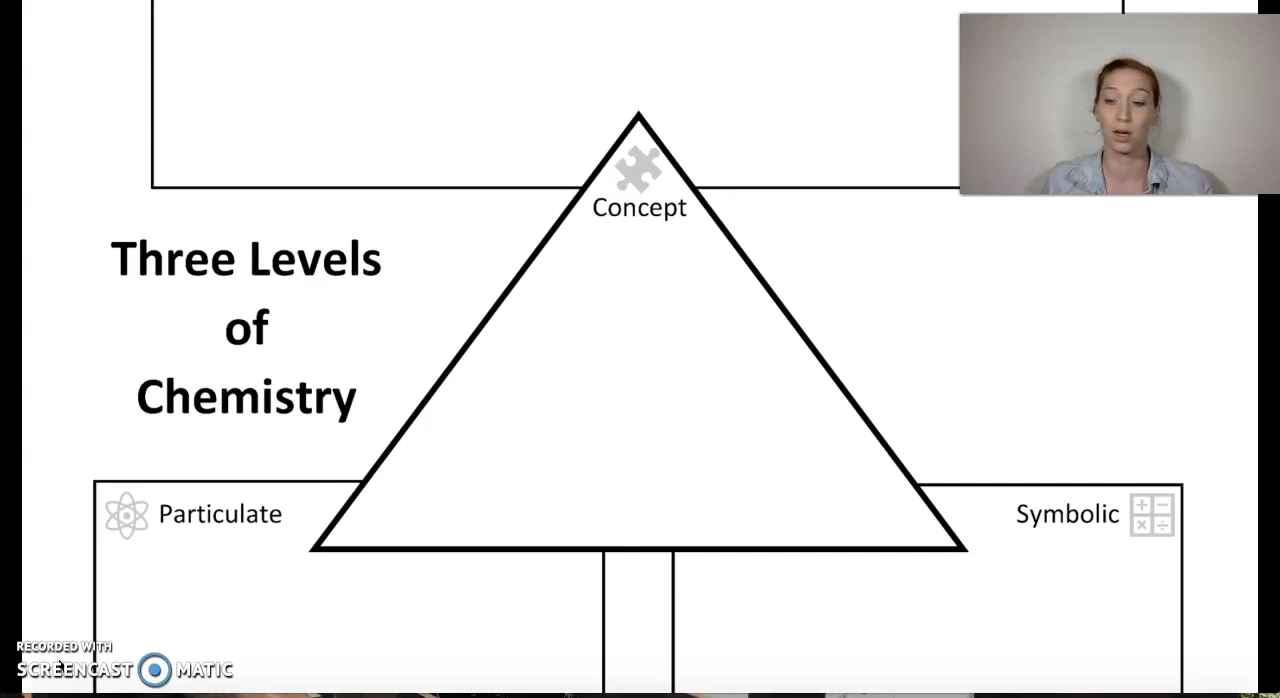 Concept
Three Levels
of
Chemistry
Particulate
Symbolic
RECORDED WITH
SCREENCAST MATIC